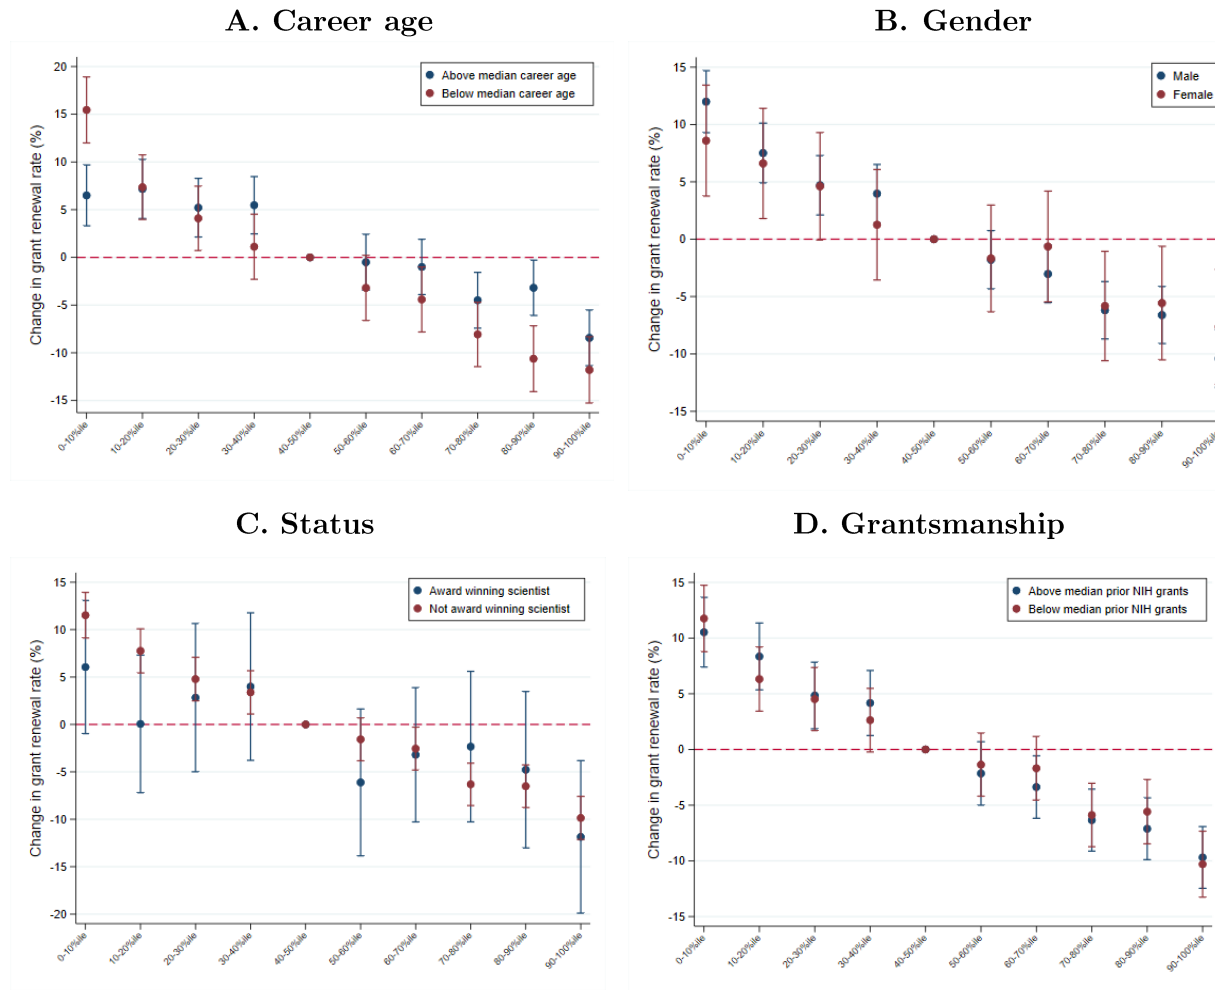 A. Career age
Change in grant renewal rate (%)
20
15
10
5
0
-5
-10
-15
Above median career age
Below median career age
0-10%ile
10-20%ile
20-30%ile
30-40%ile
40-50%ile
50-60%ile
60-70%ile
70-80%ile
80-90%ile
90-100%ile
B. Gender
Change in grant renewal rate (%)
15
10
5
0
-5
-10
-15
Male
Female
0-10%ile
10-20%ile
20-30%ile
30-40%ile
40-50%ile
50-60%ile
60-70%ile
70-80%ile
80-90%ile
90-100%ile
C. Status
Change in grant renewal rate (%)
15
10
5
0
-5
-10
-15
-20
Award winning scientist
Not award winning scientist
0-10%ile
10-20%ile
20-30%ile
30-40%ile
40-50%ile
50-60%ile
60-70%ile
70-80%ile
80-90%ile
90-100%ile
D. Grantsmanship
Change in grant renewal rate (%)
15
10
5
0
-5
-10
-15
Above median prior NIH grants
Below median prior NIH grants
0-10%ile
10-20%ile
20-30%ile
30-40%ile
40-50%ile
50-60%ile
60-70%ile
70-80%ile
80-90%ile
90-100%ile